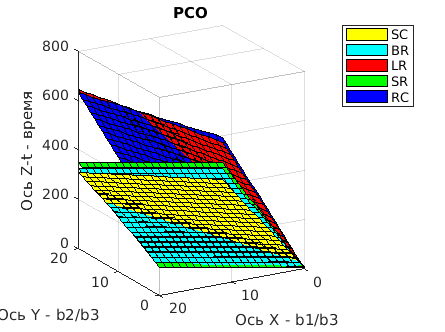 PCO
SC
BR
LR
SR
RC
800
600
400
200
0
Ось Z-t - время
20
10
0
Ось Y - b2/b3
20
10
0
Ось X - b1/b3